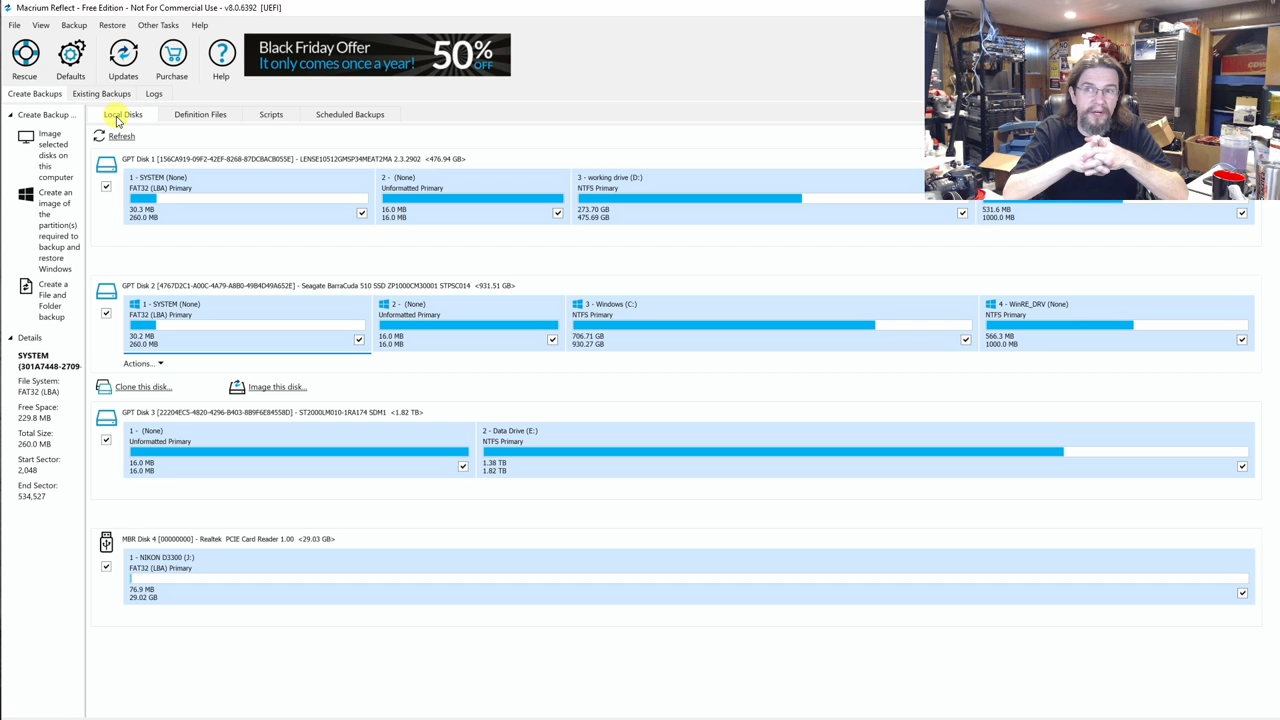 Macrium Reflect - Free Edition - Not For Commercial Use - v8.0.6392 [UEFI]
File View Backup Restore Other Tasks Help
Rescue Defaults Updates Purchase Help
Black Friday Offer
It only comes once a year!
50% OFF
Create Backups Existing Backups Logs
Create Backup ...
Image selected disks on this computer
Create an image of the partition(s) required to backup and restore Windows
Create a File and Folder backup
Details
SYSTEM
(301A7448-2709-
File System:
FAT32 (LBA)
Free Space:
229.8 MB
Total Size:
260.0 MB
Start Sector:
2,048
End Sector:
534,527
Local Disks Definition Files Scripts Scheduled Backups
Refresh
GPT Disk 1 [156CA919-09F2-42EF-8268-87DCBACB055E] - LENSE10512GMSP34MEAT2MA 2.3.2902 <476.94 GB>
1 - SYSTEM (None)
FAT32 (LBA) Primary
30.3 MB
260.0 MB
2 - (None)
Unformatted Primary
16.0 MB
16.0 MB
3 - working drive (D:)
NTFS Primary
273.70 GB
475.69 GB
531.6 MB
1000.0 MB
GPT Disk 2 [4767D2C1-A00C-4A79-A8B0-49B4D49A652E] - Seagate BarraCuda 510 SSD ZP1000CM30001 STPSC014 <931.51 GB>
1 - SYSTEM (None)
FAT32 (LBA) Primary
30.2 MB
260.0 MB
2 - (None)
Unformatted Primary
16.0 MB
16.0 MB
3 - Windows (C:)
NTFS Primary
706.71 GB
930.27 GB
4 - WinRE_DRV (None)
NTFS Primary
566.3 MB
1000.0 MB
Actions...
Clone this disk... Image this disk...
GPT Disk 3 [22204EC5-4820-4296-B403-8B9F6E84558D] - ST2000LM010-1RA174 SDM1 <1.82 TB>
1 - (None)
Unformatted Primary
16.0 MB
16.0 MB
2 - Data Drive (E:)
NTFS Primary
1.38 TB
1.82 TB
MBR Disk 4 [00000000] - Realtek PCIE Card Reader 1.00 <29.03 GB>
1 - NIKON D3300 (J:)
FAT32 (LBA) Primary
76.9 MB
29.02 GB